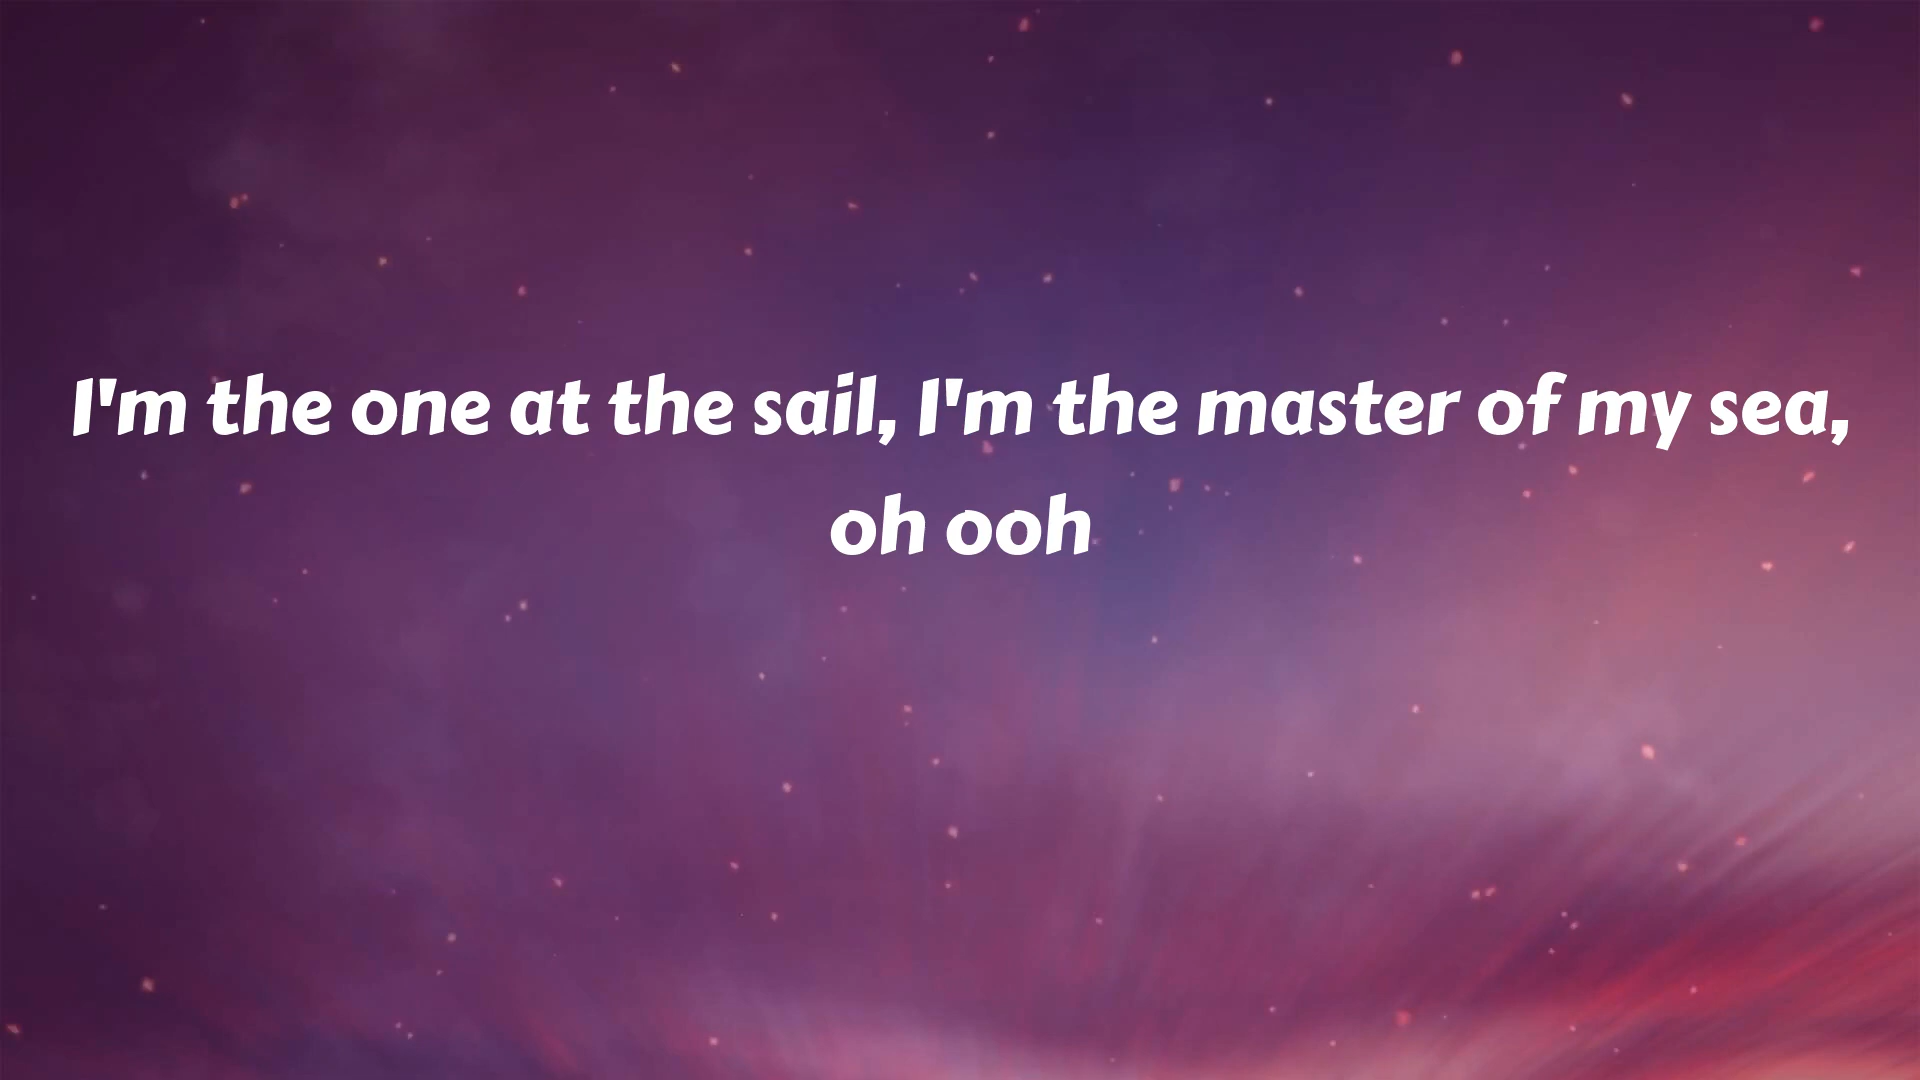 I'm the one at the sail, I'm the master of my sea,
oh ooh